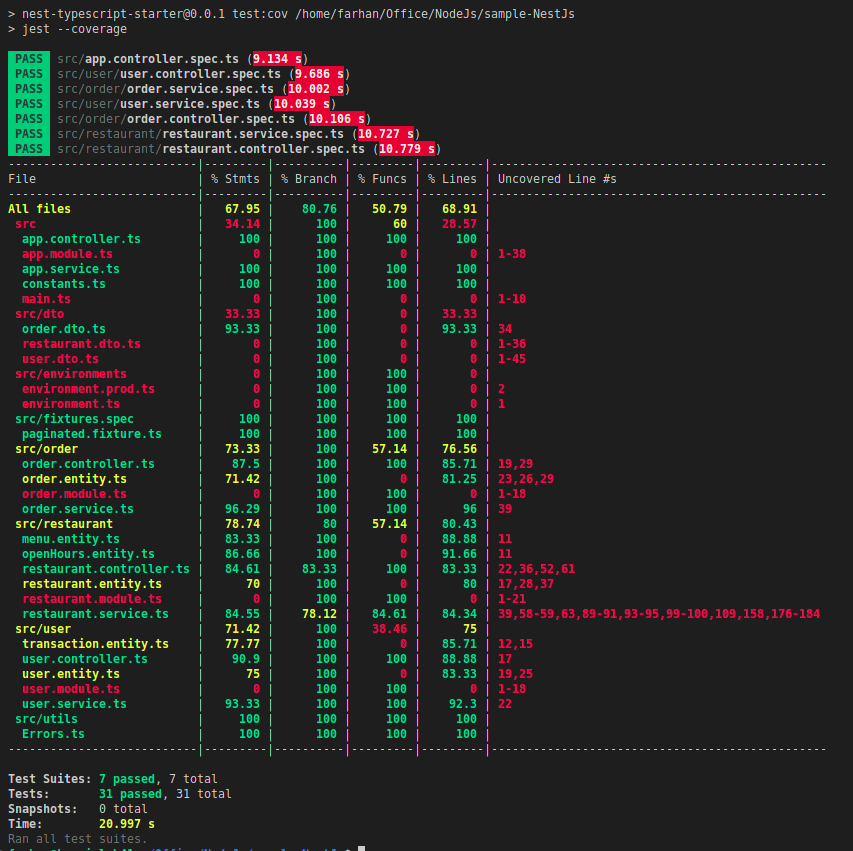 > nest-typescript-starter@0.0.1 test:cov /home/farhan/Office/NodeJs/sample-NestJs
> jest --coverage
PASS src/app.controller.spec.ts (9.134 s)
PASS src/user/user.controller.spec.ts (9.686 s)
PASS src/order/order.service.spec.ts (10.002 s)
PASS src/user/user.service.spec.ts (10.039 s)
PASS src/order/order.controller.spec.ts (10.106 s)
PASS src/restaurant/restaurant.service.spec.ts (10.727 s)
PASS src/restaurant/restaurant.controller.spec.ts (10.779 s)
---------------------------|---------|----------|---------|---------|------------------------------------------------
File | % Stmts | % Branch | % Funcs | % Lines | Uncovered Line #s
---------------------------|---------|----------|---------|---------|------------------------------------------------
All files | 67.95 | 80.76 | 50.79 | 68.91 |
src | 34.14 | 100 | 60 | 28.57 |
app.controller.ts | 100 | 100 | 100 | 100 |
app.module.ts | 0 | 100 | 0 | 0 | 1-38
app.service.ts | 100 | 100 | 100 | 100 |
constants.ts | 100 | 100 | 100 | 100 |
main.ts | 0 | 100 | 0 | 0 | 1-10
src/dto | 33.33 | 100 | 0 | 33.33 |
order.dto.ts | 93.33 | 100 | 0 | 93.33 | 34
restaurant.dto.ts | 0 | 100 | 0 | 0 | 1-36
user.dto.ts | 0 | 100 | 0 | 0 | 1-45
src/environments | 0 | 100 | 100 | 0 |
environment.prod.ts | 0 | 100 | 100 | 0 | 2
environment.ts | 0 | 100 | 100 | 0 | 1
src/fixtures.spec | 100 | 100 | 100 | 100 |
paginated.fixture.ts | 100 | 100 | 100 | 100 |
src/order | 73.33 | 100 | 57.14 | 76.56 |
order.controller.ts | 87.5 | 100 | 100 | 85.71 | 19,29
order.entity.ts | 71.42 | 100 | 0 | 81.25 | 23,26,29
order.module.ts | 0 | 100 | 100 | 0 | 1-18
order.service.ts | 96.29 | 100 | 100 | 96 | 39
src/restaurant | 78.74 | 80 | 57.14 | 80.43 |
menu.entity.ts | 83.33 | 100 | 0 | 88.88 | 11
openHours.entity.ts | 86.66 | 100 | 0 | 91.66 | 11
restaurant.controller.ts | 84.61 | 83.33 | 100 | 83.33 | 22,36,52,61
restaurant.entity.ts | 70 | 100 | 0 | 80 | 17,28,37
restaurant.module.ts | 0 | 100 | 100 | 0 | 1-21
restaurant.service.ts | 84.55 | 78.12 | 84.61 | 84.34 | 39,58-59,63,89-91,93-95,99-100,109,158,176-184
src/user | 71.42 | 100 | 38.46 | 75 |
transaction.entity.ts | 77.77 | 100 | 0 | 85.71 | 12,15
user.controller.ts | 90.9 | 100 | 100 | 88.88 | 17
user.entity.ts | 75 | 100 | 0 | 83.33 | 19,25
user.module.ts | 0 | 100 | 100 | 0 | 1-18
user.service.ts | 93.33 | 100 | 100 | 92.3 | 22
src/utils | 100 | 100 | 100 | 100 |
Errors.ts | 100 | 100 | 100 | 100 |
---------------------------|---------|----------|---------|---------|------------------------------------------------
Test Suites: 7 passed, 7 total
Tests: 31 passed, 31 total
Snapshots: 0 total
Time: 20.997 s
Ran all test suites.